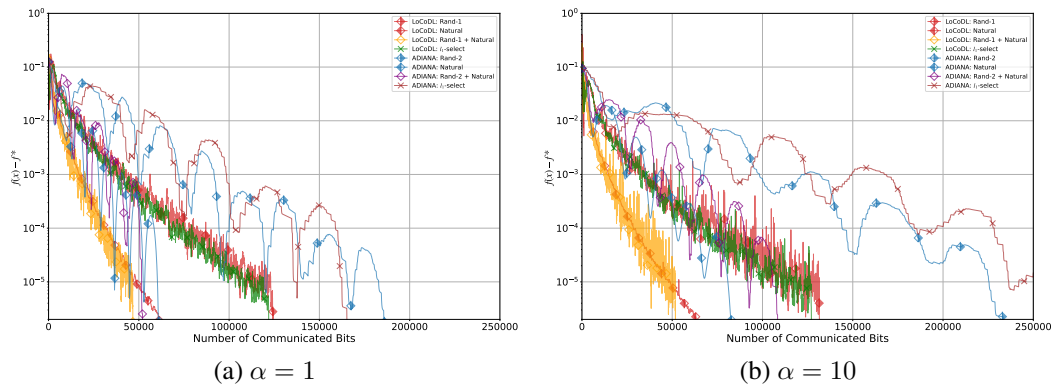 10⁰
10⁻¹
10⁻²
10⁻³
10⁻⁴
10⁻⁵
f(x) − f*
0 50000 100000 150000 200000 250000
Number of Communicated Bits
LoCoDL: Rand-1
LoCoDL: Natural
LoCoDL: Rand-1 + Natural
LoCoDL: l₁-select
ADIANA: Rand-2
ADIANA: Natural
ADIANA: Rand-2 + Natural
ADIANA: l₁-select
(a) α = 1
10⁰
10⁻¹
10⁻²
10⁻³
10⁻⁴
10⁻⁵
f(x) − f*
0 50000 100000 150000 200000 250000
Number of Communicated Bits
LoCoDL: Rand-1
LoCoDL: Natural
LoCoDL: Rand-1 + Natural
LoCoDL: l₁-select
ADIANA: Rand-2
ADIANA: Natural
ADIANA: Rand-2 + Natural
ADIANA: l₁-select
(b) α = 10